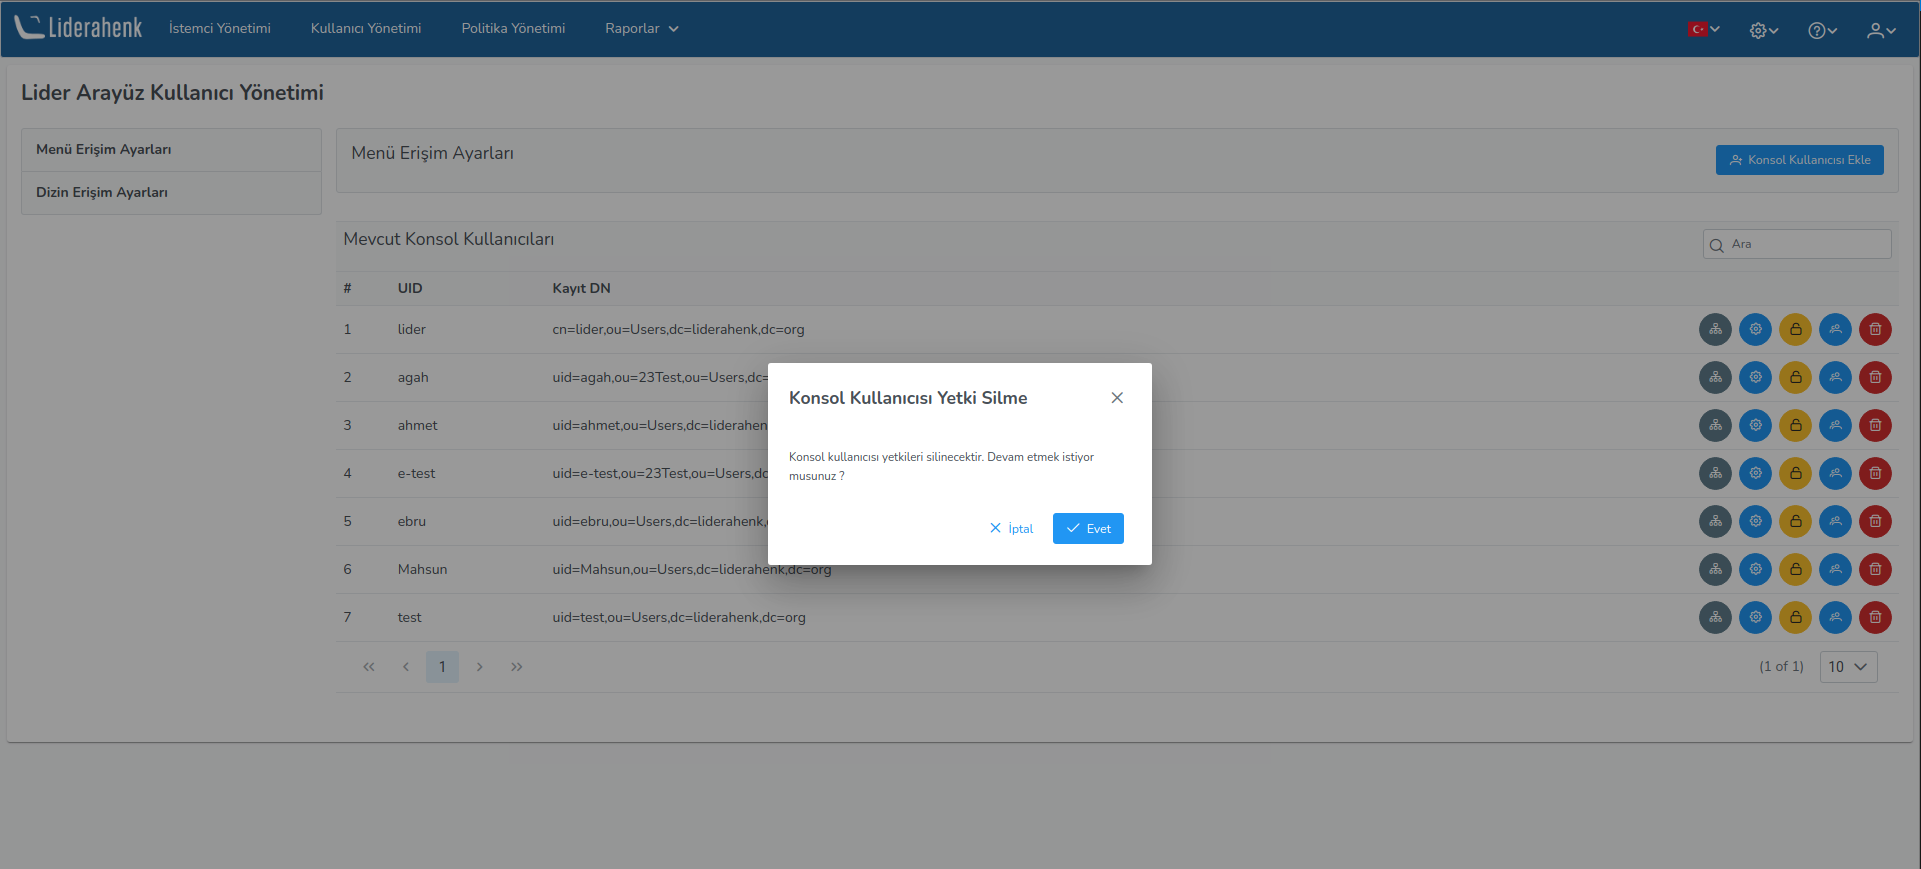 Liderahenk
İstemci Yönetimi
Kullanıcı Yönetimi
Politika Yönetimi
Raporlar
Lider Arayüz Kullanıcı Yönetimi
Menü Erişim Ayarları
Dizin Erişim Ayarları
Menü Erişim Ayarları
Konsol Kullanıcısı Ekle
Mevcut Konsol Kullanıcıları
Ara
# UID Kayıt DN
1 lider cn=lider,ou=Users,dc=liderahenk,dc=org
2 agah uid=agah,ou=23Test,ou=Users,dc=
3 ahmet uid=ahmet,ou=Users,dc=liderahen
4 e-test uid=e-test,ou=23Test,ou=Users,dc
5 ebru uid=ebru,ou=Users,dc=liderahenk,
6 Mahsun uid=Mahsun,ou=Users,dc=liderahenk,dc=org
7 test uid=test,ou=Users,dc=liderahenk,dc=org
1
(1 of 1)
10
Konsol Kullanıcısı Yetki Silme
Konsol kullanıcısı yetkileri silinecektir. Devam etmek istiyor
musunuz ?
İptal
Evet